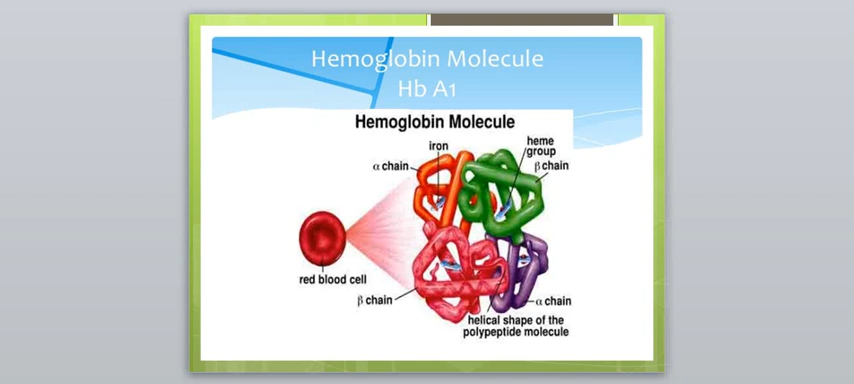 Hemoglobin Molecule
Hb A1
Hemoglobin Molecule
iron
heme
group
α chain
β chain
red blood cell
β chain
α chain
helical shape of the
polypeptide molecule